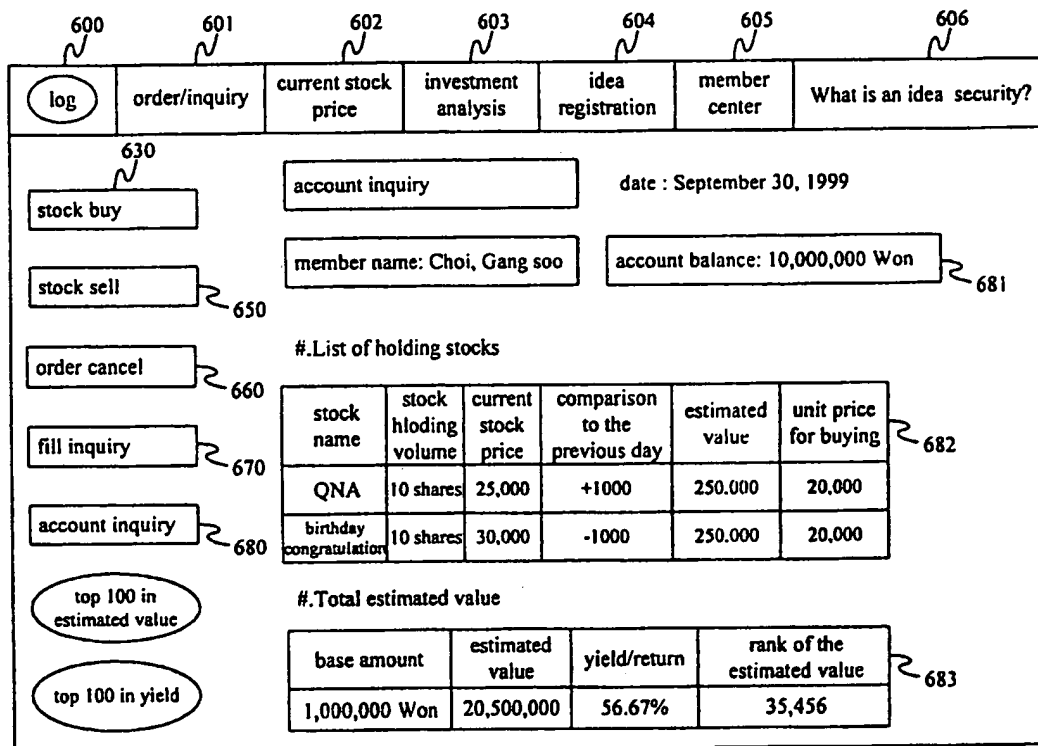 600
601
602
603
604
605
606
log
order/inquiry
current stock
price
investment
analysis
idea
registration
member
center
What is an idea security?
630
stock buy
account inquiry
date : September 30, 1999
member name: Choi, Gang soo
account balance: 10,000,000 Won
681
stock sell
650
#.List of holding stocks
order cancel
660
stock
name
stock
hloding
volume
current
stock
price
comparison
to the
previous day
estimated
value
unit price
for buying
682
fill inquiry
670
QNA
10 shares
25,000
+1000
250.000
20,000
account inquiry
680
birthday
congratulation
10 shares
30,000
-1000
250.000
20,000
top 100 in
estimated value
#.Total estimated value
top 100 in yield
base amount
estimated
value
yield/return
rank of the
estimated value
683
1,000,000 Won
20,500,000
56.67%
35,456